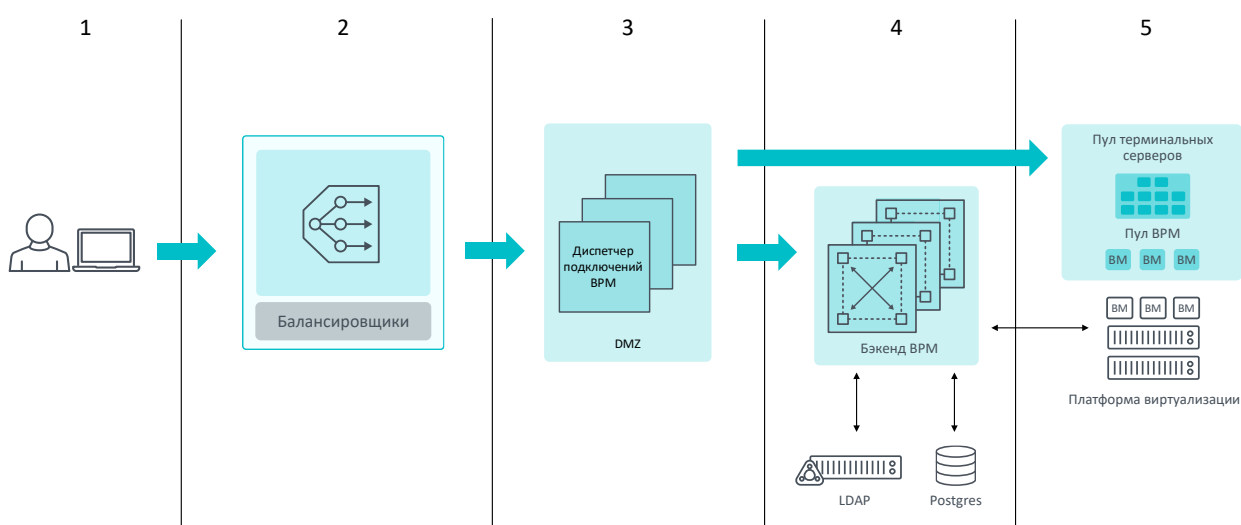 1
2
3
4
5
Балансировщики
Диспетчер
подключений
ВРМ
DMZ
Бэкенд ВРМ
LDAP
Postgres
Пул терминальных
серверов
Пул ВРМ
ВМ ВМ ВМ
ВМ ВМ ВМ
Платформа виртуализации